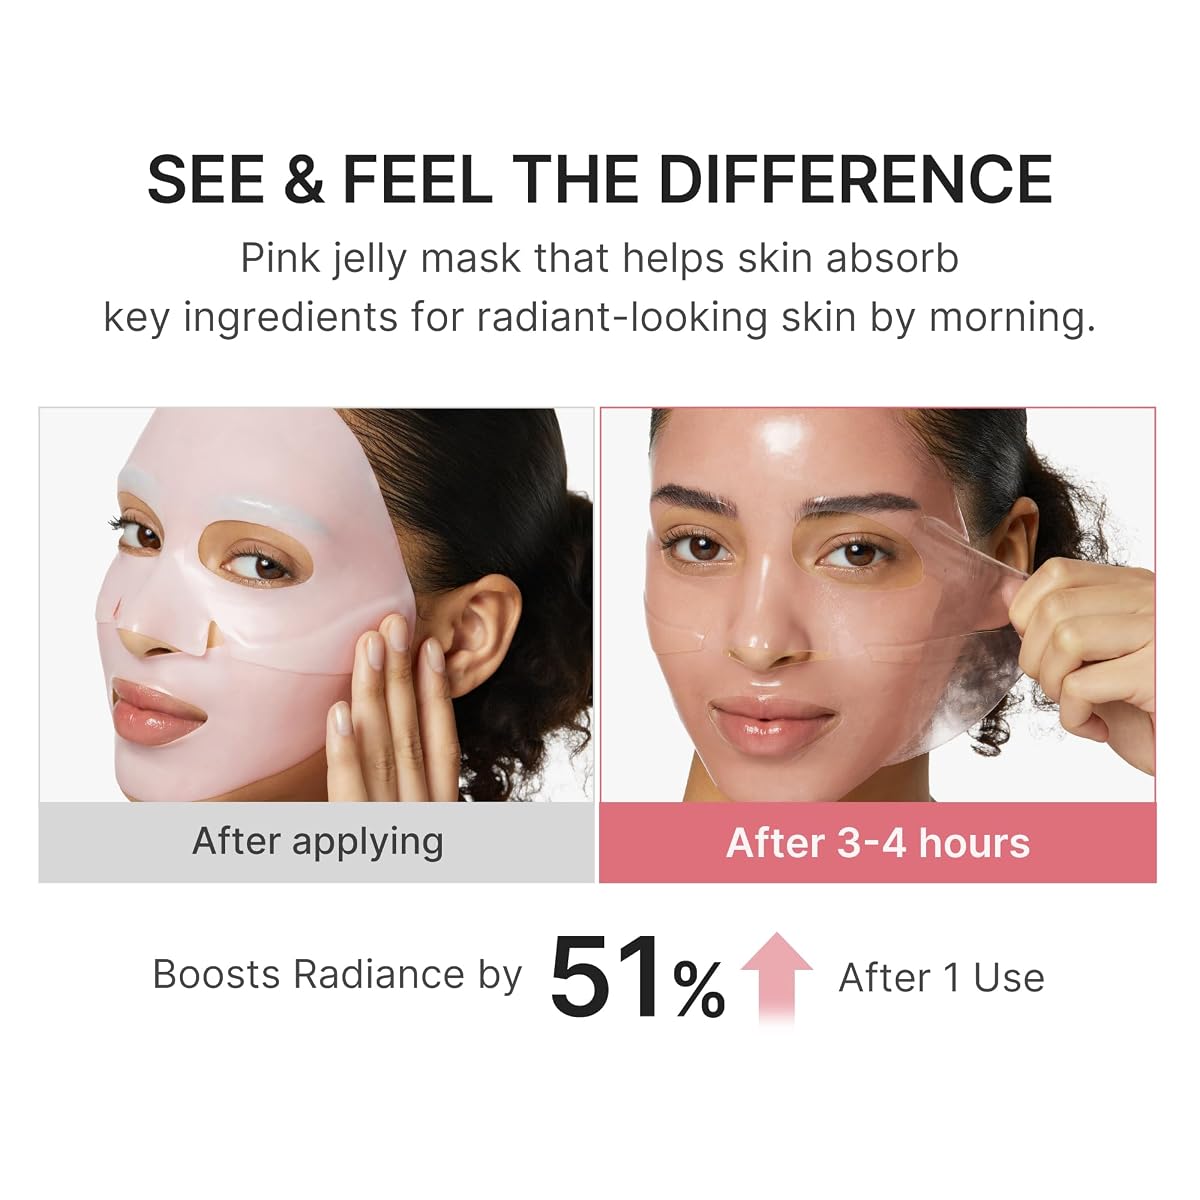 SEE & FEEL THE DIFFERENCE
Pink jelly mask that helps skin absorb
key ingredients for radiant-looking skin by morning.
After applying
After 3-4 hours
Boosts Radiance by 51% After 1 Use